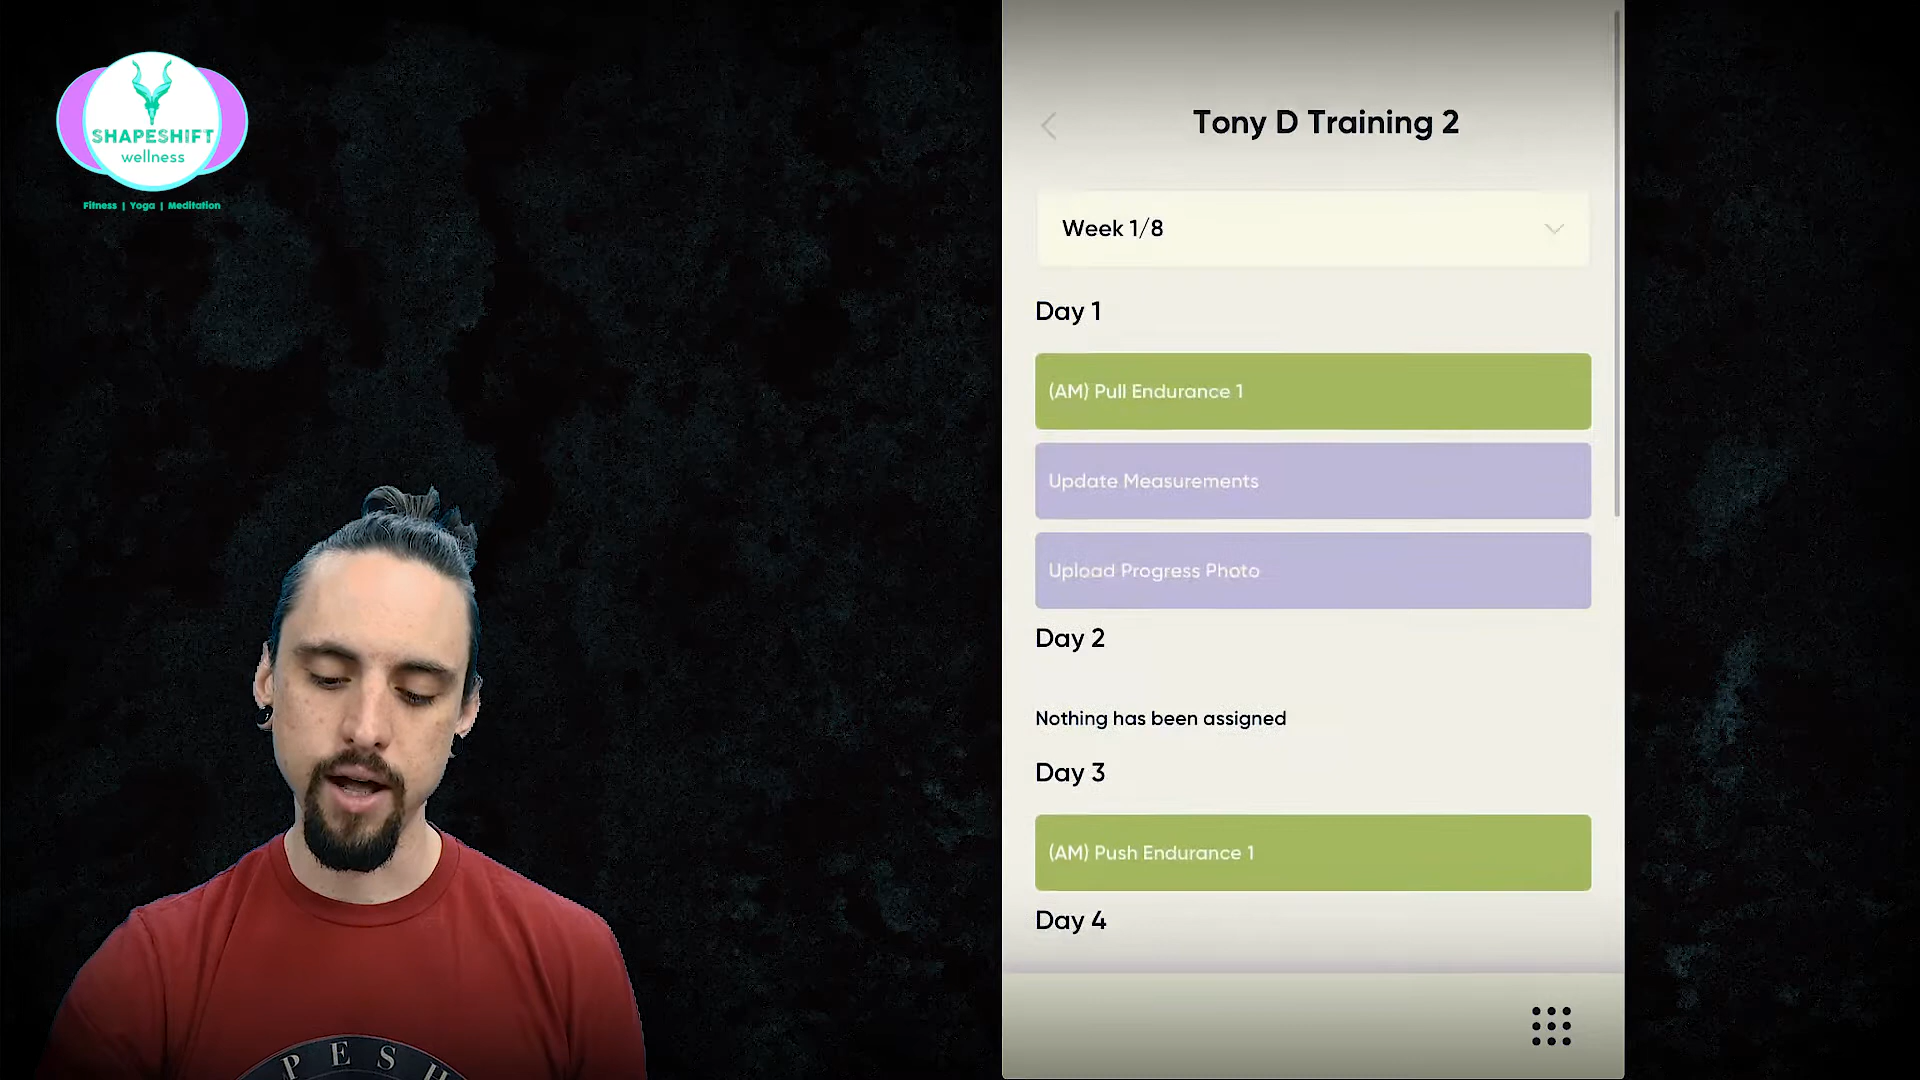 SHAPESHIFT
wellness
Fitness | Yoga | Meditation
Tony D Training 2
Week 1/8
Day 1
(AM) Pull Endurance 1
Update Measurements
Upload Progress Photo
Day 2
Nothing has been assigned
Day 3
(AM) Push Endurance 1
Day 4
PESH